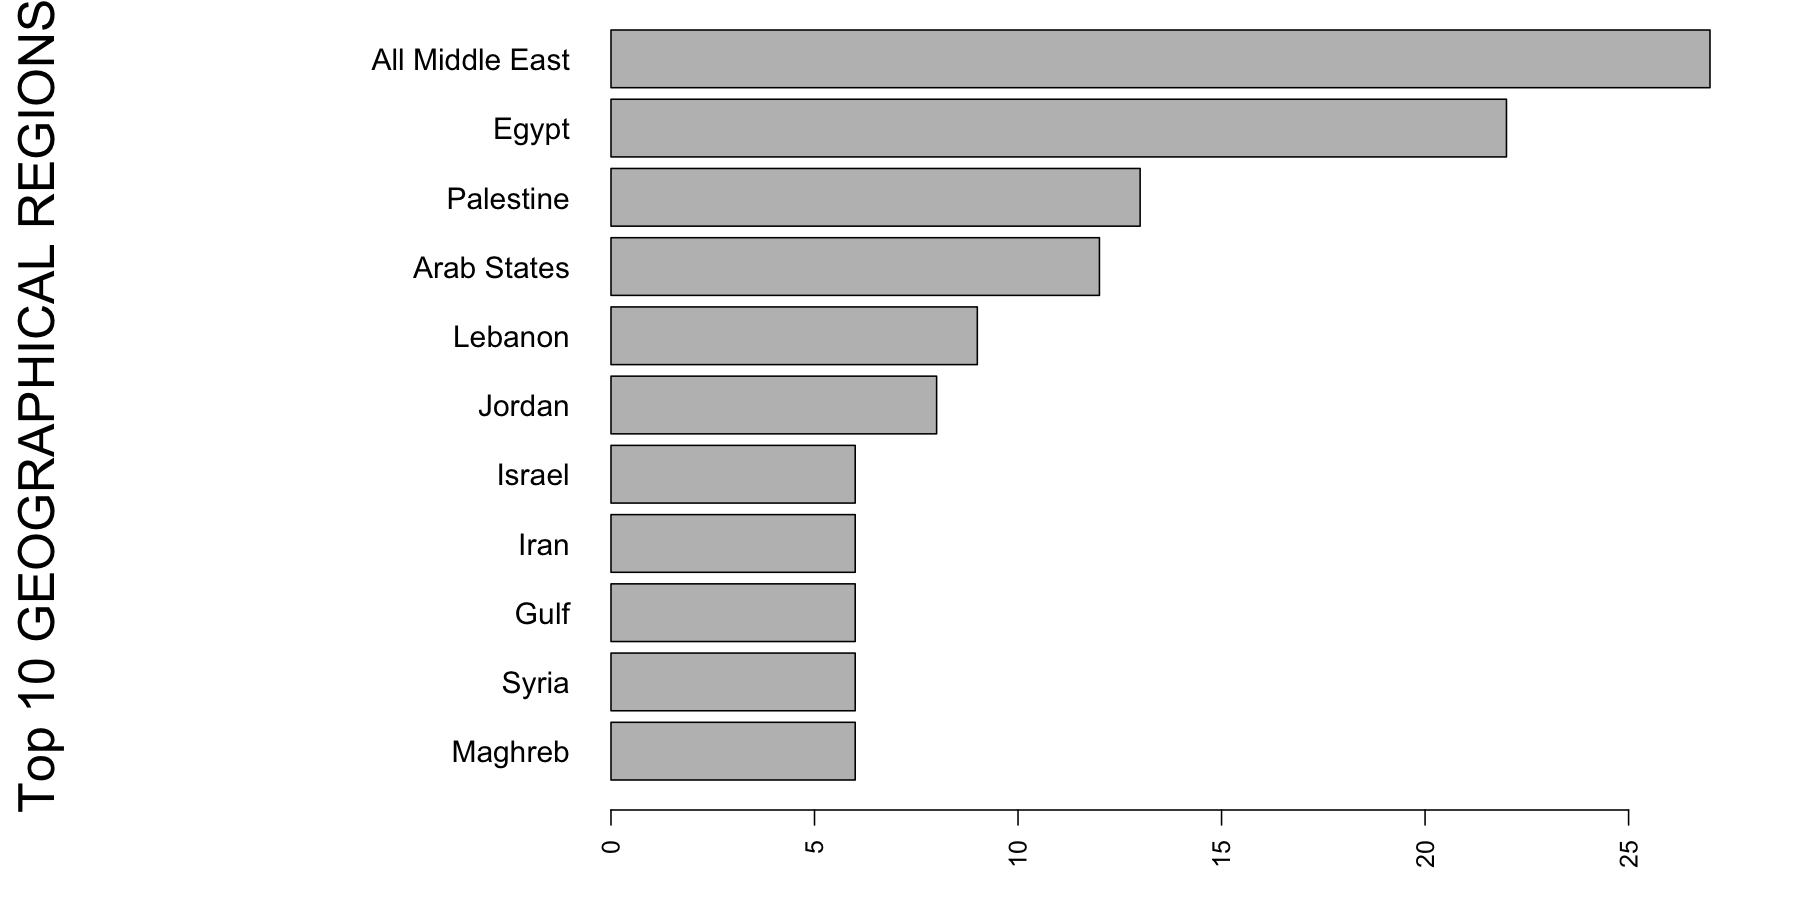 Top 10 GEOGRAPHICAL REGIONS
All Middle East
Egypt
Palestine
Arab States
Lebanon
Jordan
Israel
Iran
Gulf
Syria
Maghreb
0 5 10 15 20 25